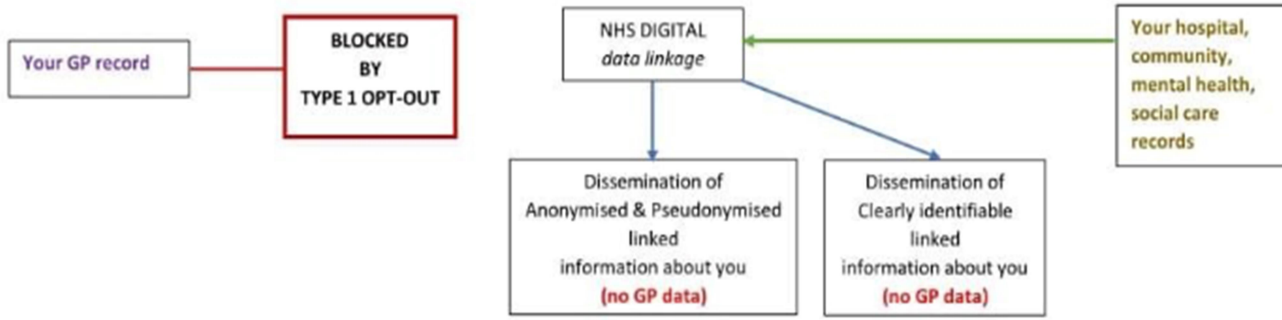 Your GP record
BLOCKED
BY
TYPE 1 OPT-OUT
NHS DIGITAL
data linkage
Your hospital,
community,
mental health,
social care
records
Dissemination of
Anonymised & Pseudonymised
linked
information about you
(no GP data)
Dissemination of
Clearly identifiable
linked
information about you
(no GP data)